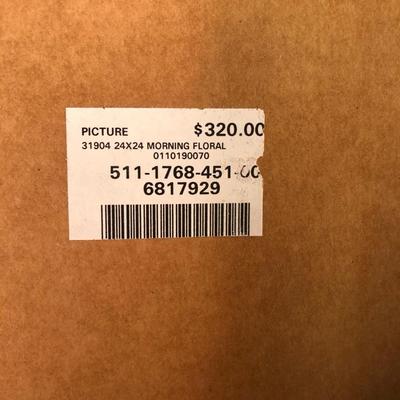 PICTURE $320.00
31904 24X24 MORNING FLORAL
0110190070
511-1768-451-00
6817929